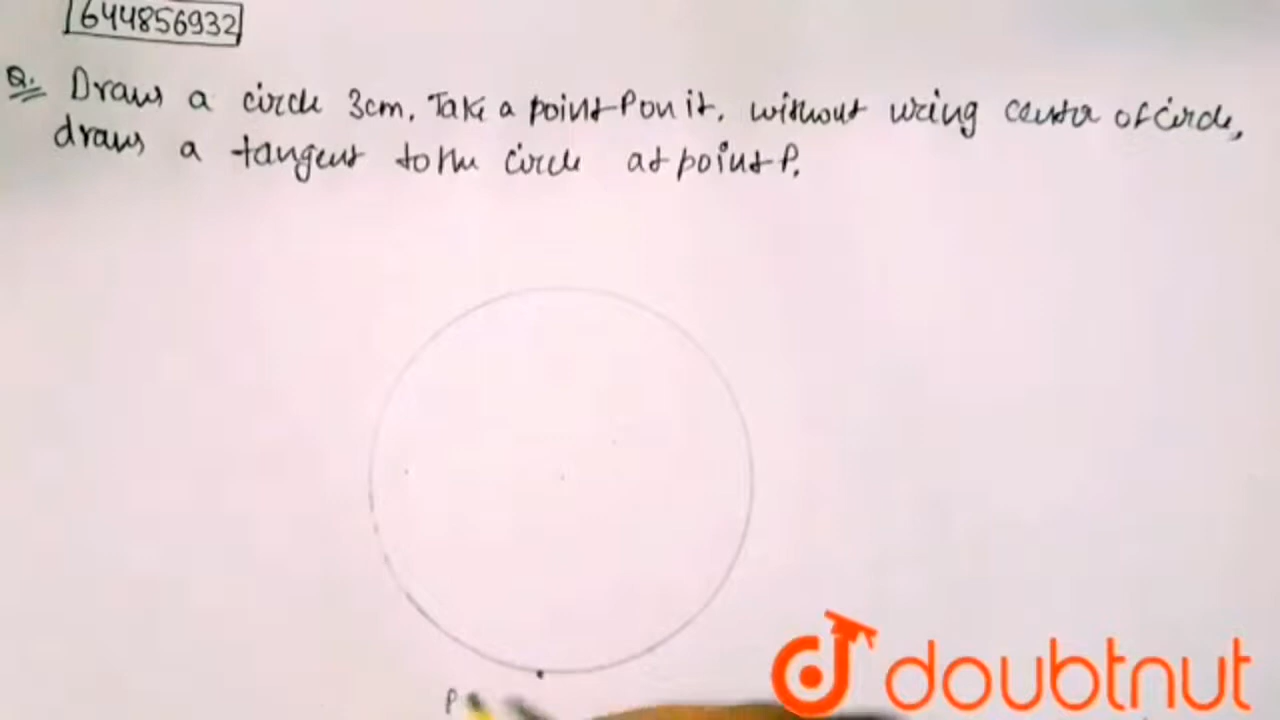 644856932
Q. Draw a circle 3cm. Take a point P on it. without using center of circle,
draw a tangent to the circle at point P.
P
doubtnut